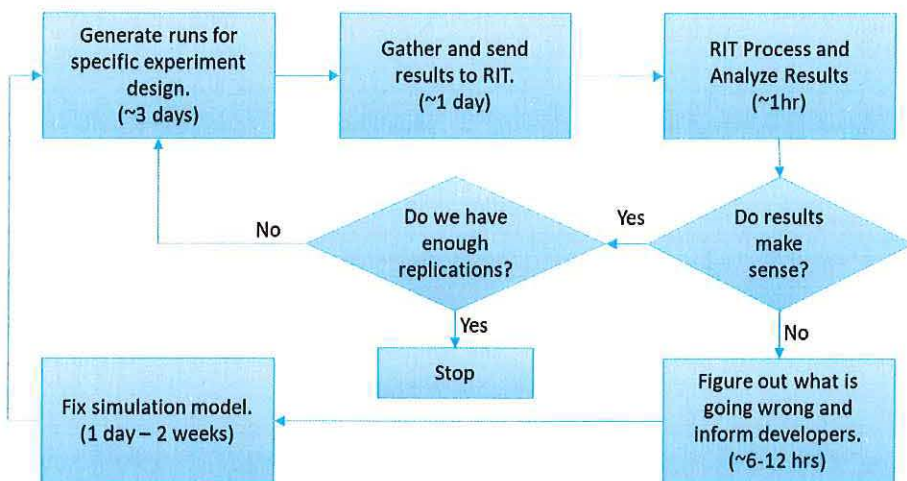 Generate runs for
specific experiment
design.
(~3 days)
Gather and send
results to RIT.
(~1 day)
RIT Process and
Analyze Results
(~1hr)
Do results
make
sense?
Yes
Do we have
enough
replications?
No
Yes
Stop
No
Figure out what is
going wrong and
inform developers.
(~6-12 hrs)
Fix simulation model.
(1 day – 2 weeks)